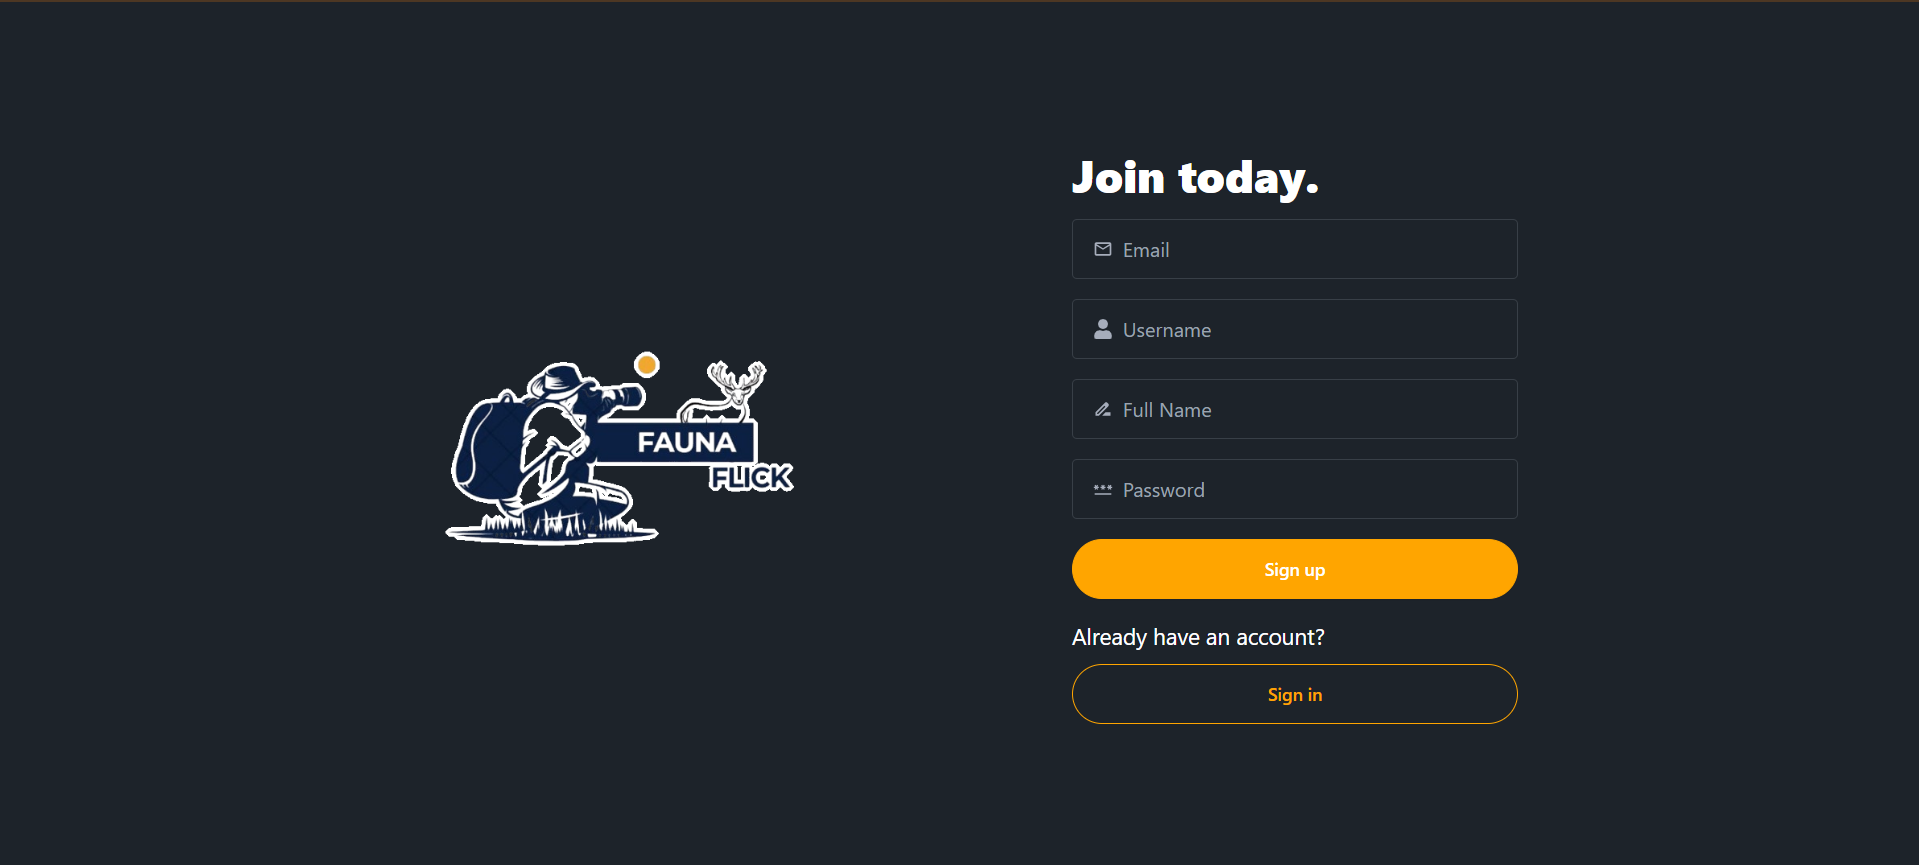 FAUNA
FLICK
Join today.
Email
Username
Full Name
Password
Sign up
Already have an account?
Sign in